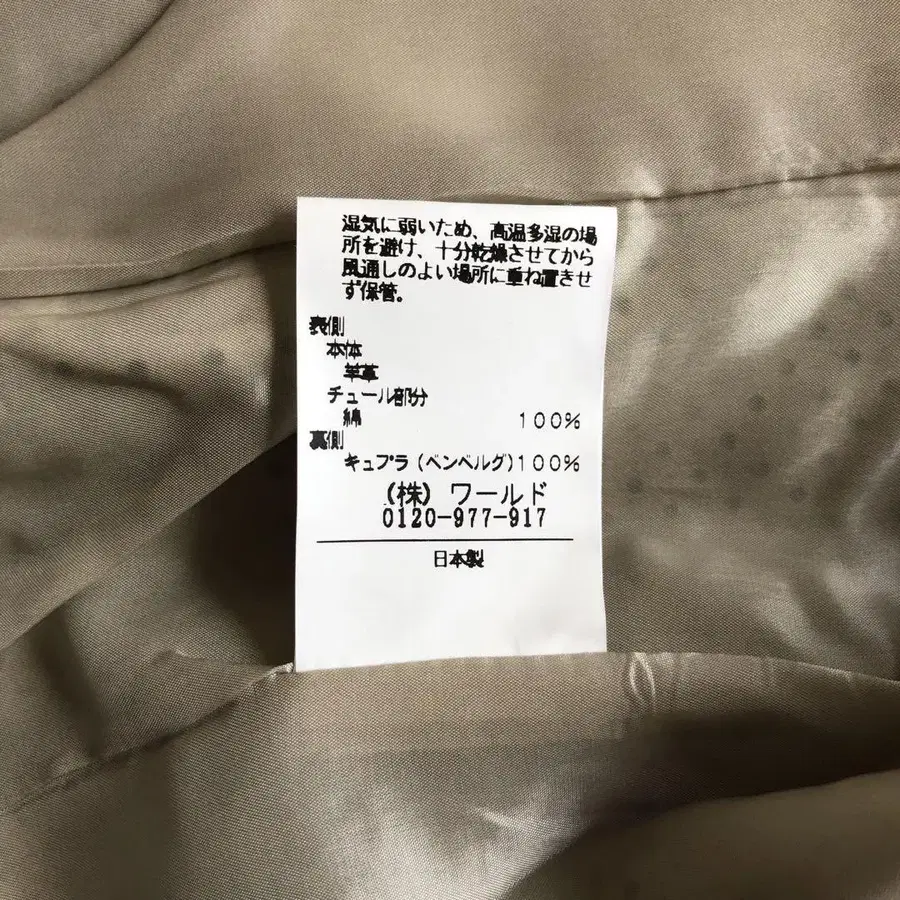 湿気に弱いため、高温多湿の場
所を避け、十分乾燥させてから
風通しのよい場所に重ね置きせ
ず保管。
表側
本体
羊革
チュール部分
綿 100%
裏側
キュプラ(ベンベルグ)100%
(株) ワールド
0120-977-917
日本製